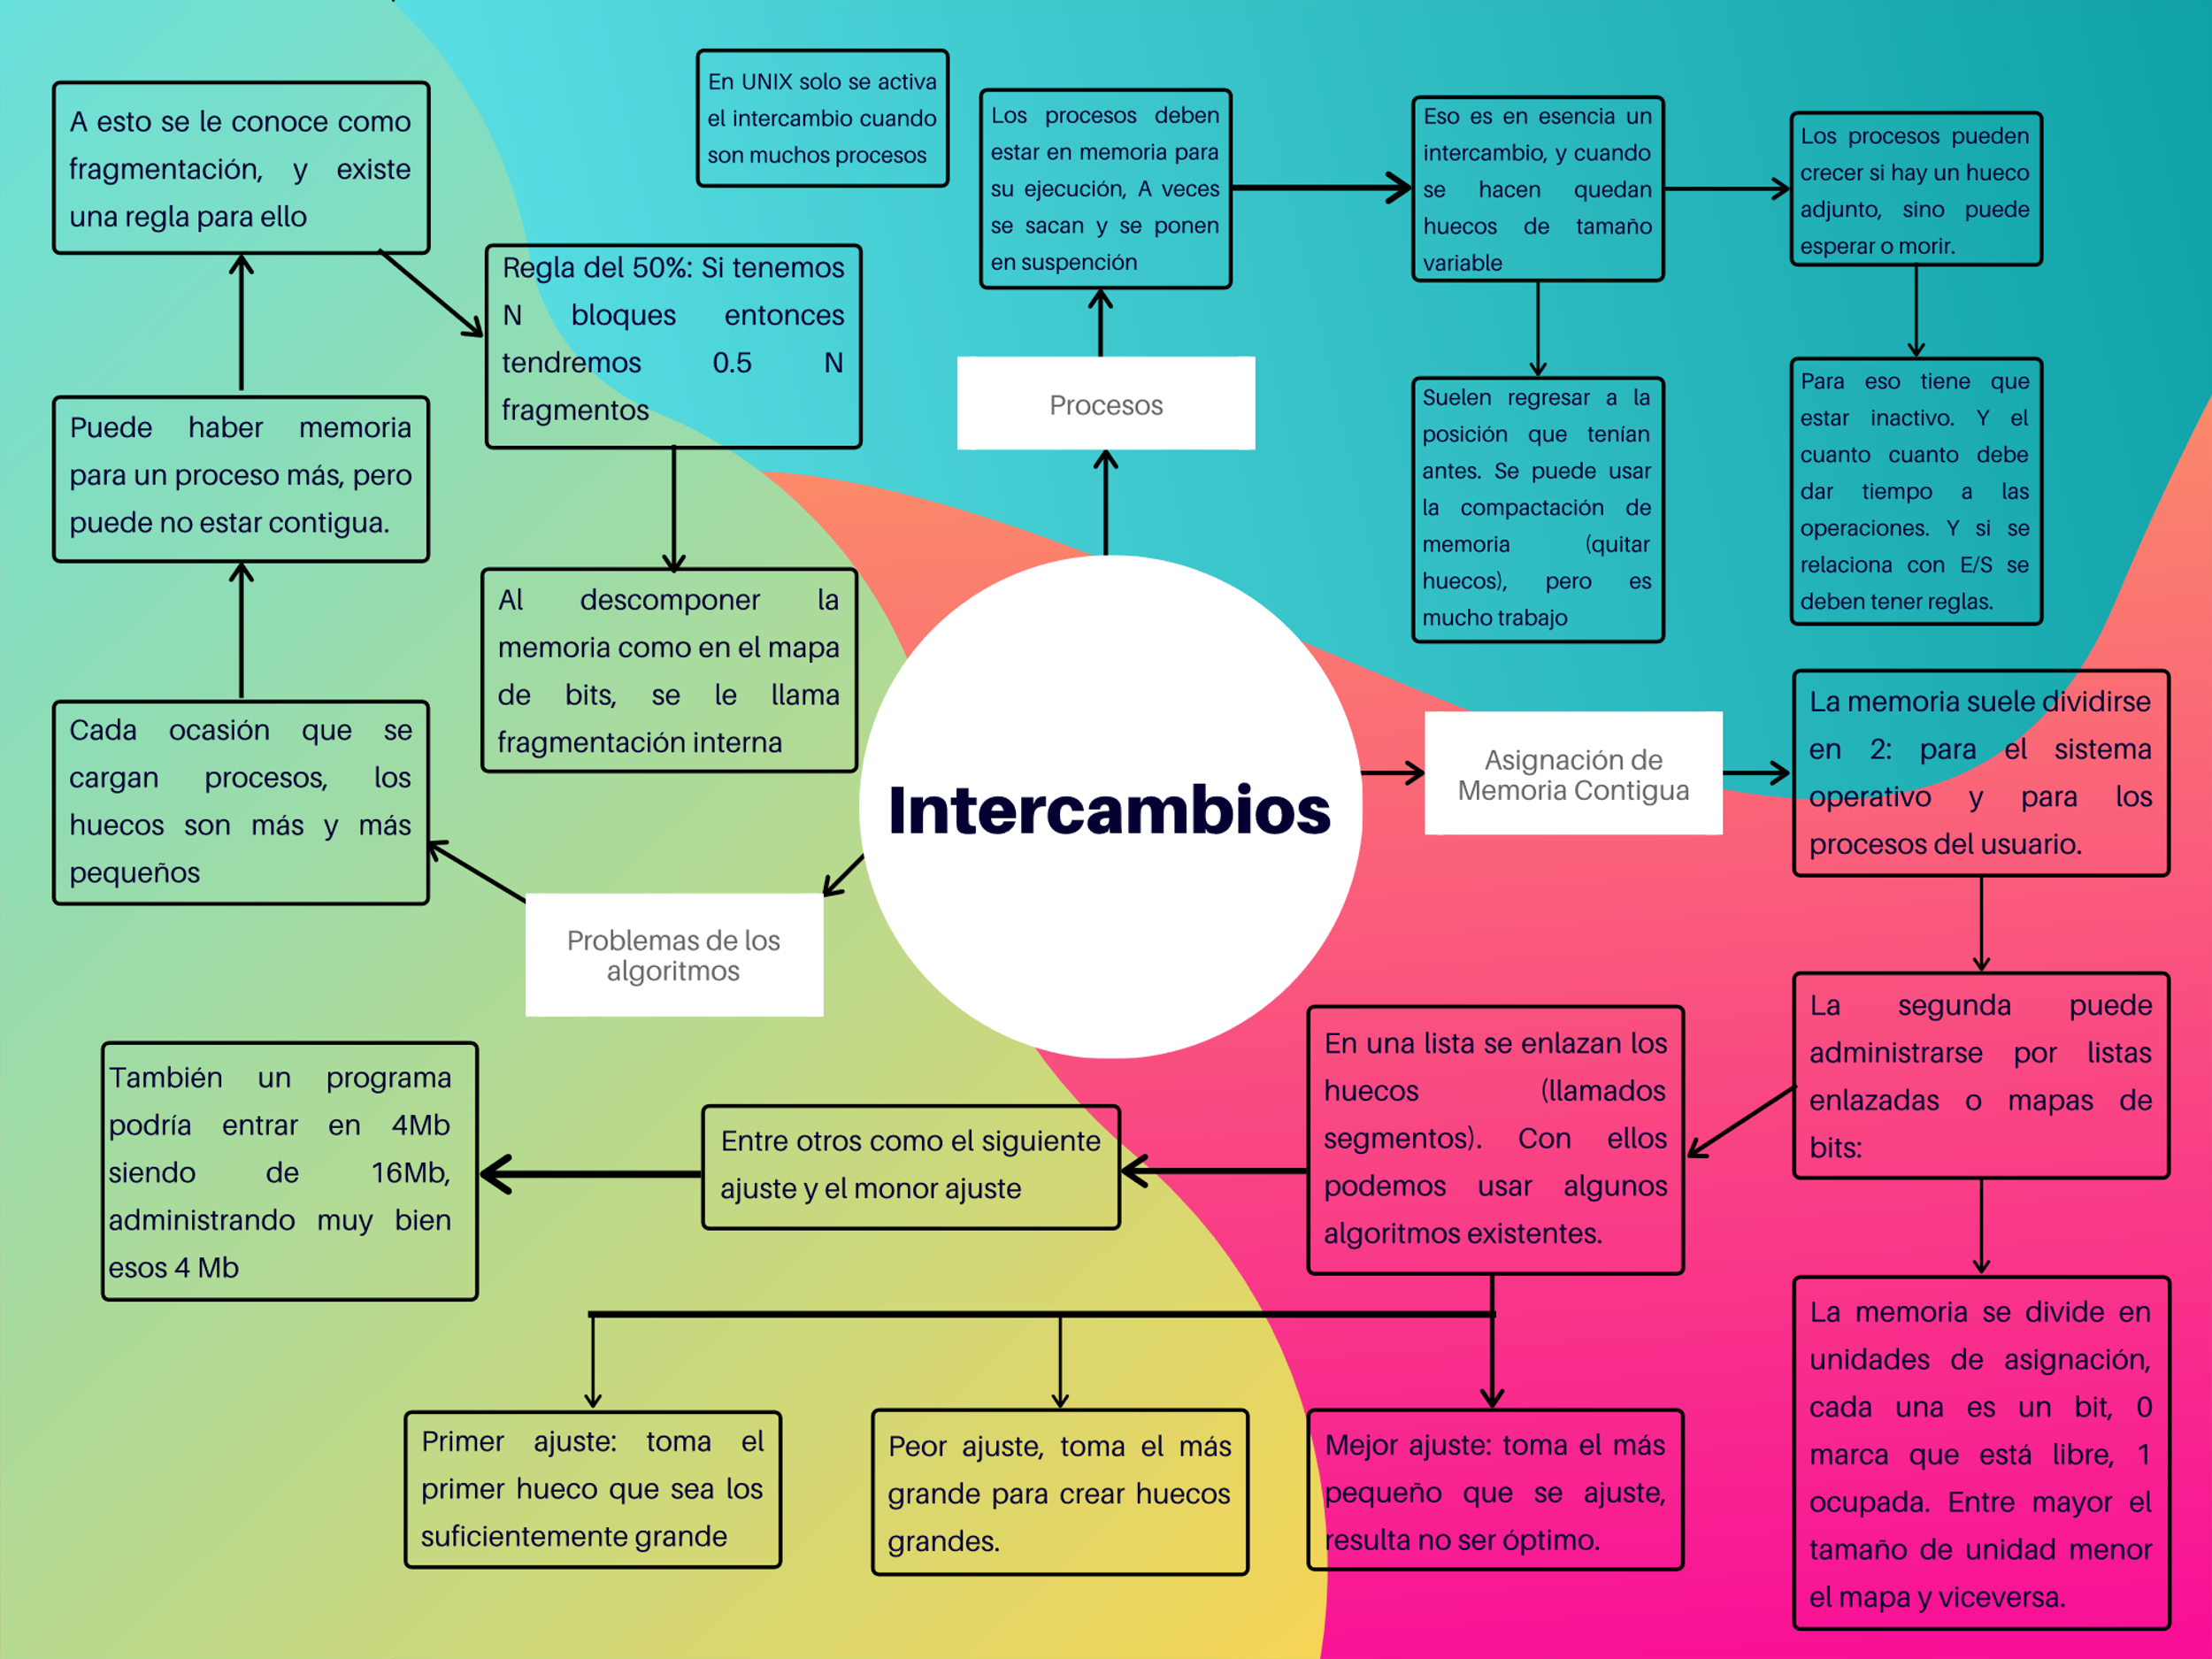 En UNIX solo se activa
el intercambio cuando
son muchos procesos
A esto se le conoce como
fragmentación, y existe
una regla para ello
Regla del 50%: Si tenemos
N bloques entonces
tendremos 0.5 N
fragmentos
Puede haber memoria
para un proceso más, pero
puede no estar contigua.
Al descomponer la
memoria como en el mapa
de bits, se le llama
fragmentación interna
Cada ocasión que se
cargan procesos, los
huecos son más y más
pequeños
Problemas de los
algoritmos
Los procesos deben
estar en memoria para
su ejecución, A veces
se sacan y se ponen
en suspención
Procesos
Eso es en esencia un
intercambio, y cuando
se hacen quedan
huecos de tamaño
variable
Los procesos pueden
crecer si hay un hueco
adjunto, sino puede
esperar o morir.
Suelen regresar a la
posición que tenían
antes. Se puede usar
la compactación de
memoria (quitar
huecos), pero es
mucho trabajo
Para eso tiene que
estar inactivo. Y el
cuanto cuanto debe
dar tiempo a las
operaciones. Y si se
relaciona con E/S se
deben tener reglas.
Intercambios
Asignación de
Memoria Contigua
La memoria suele dividirse
en 2: para el sistema
operativo y para los
procesos del usuario.
La segunda puede
administrarse por listas
enlazadas o mapas de
bits:
En una lista se enlazan los
huecos (llamados
segmentos). Con ellos
podemos usar algunos
algoritmos existentes.
Entre otros como el siguiente
ajuste y el monor ajuste
También un programa
podría entrar en 4Mb
siendo de 16Mb,
administrando muy bien
esos 4 Mb
Primer ajuste: toma el
primer hueco que sea los
suficientemente grande
Peor ajuste, toma el más
grande para crear huecos
grandes.
Mejor ajuste: toma el más
pequeño que se ajuste,
resulta no ser óptimo.
La memoria se divide en
unidades de asignación,
cada una es un bit, 0
marca que está libre, 1
ocupada. Entre mayor el
tamaño de unidad menor
el mapa y viceversa.